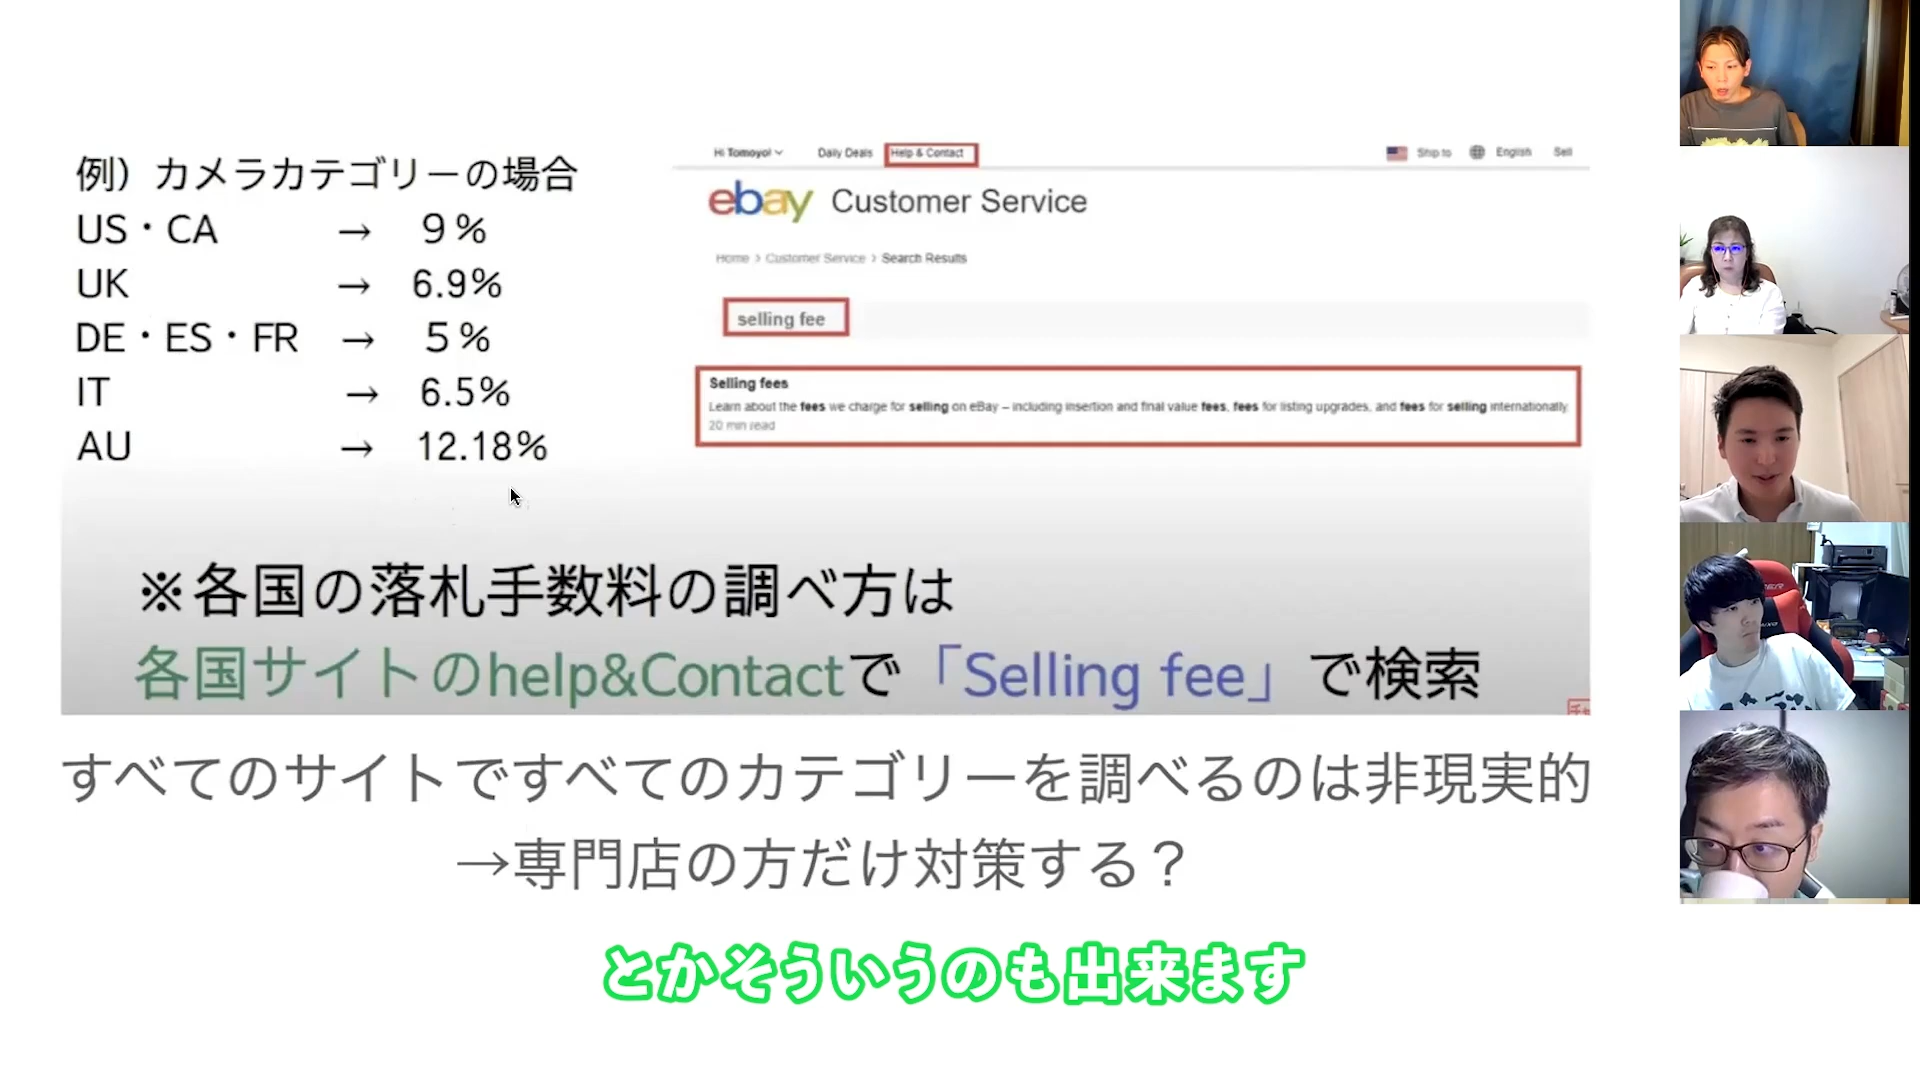 例）カメラカテゴリーの場合
US・CA → 9％
UK → 6.9%
DE・ES・FR → 5％
IT → 6.5%
AU → 12.18%
Hi Tomoyo! Daily Deals Help & Contact Ship to English Sell
ebay Customer Service
Home > Customer Service > Search Results
selling fee
Selling fees
Learn about the fees we charge for selling on eBay – including insertion and final value fees, fees for listing upgrades, and fees for selling internationally.
20 min read
※各国の落札手数料の調べ方は
各国サイトのhelp&Contactで「Selling fee」で検索
すべてのサイトですべてのカテゴリーを調べるのは非現実的
→専門店の方だけ対策する？
とかそういうのも出来ます